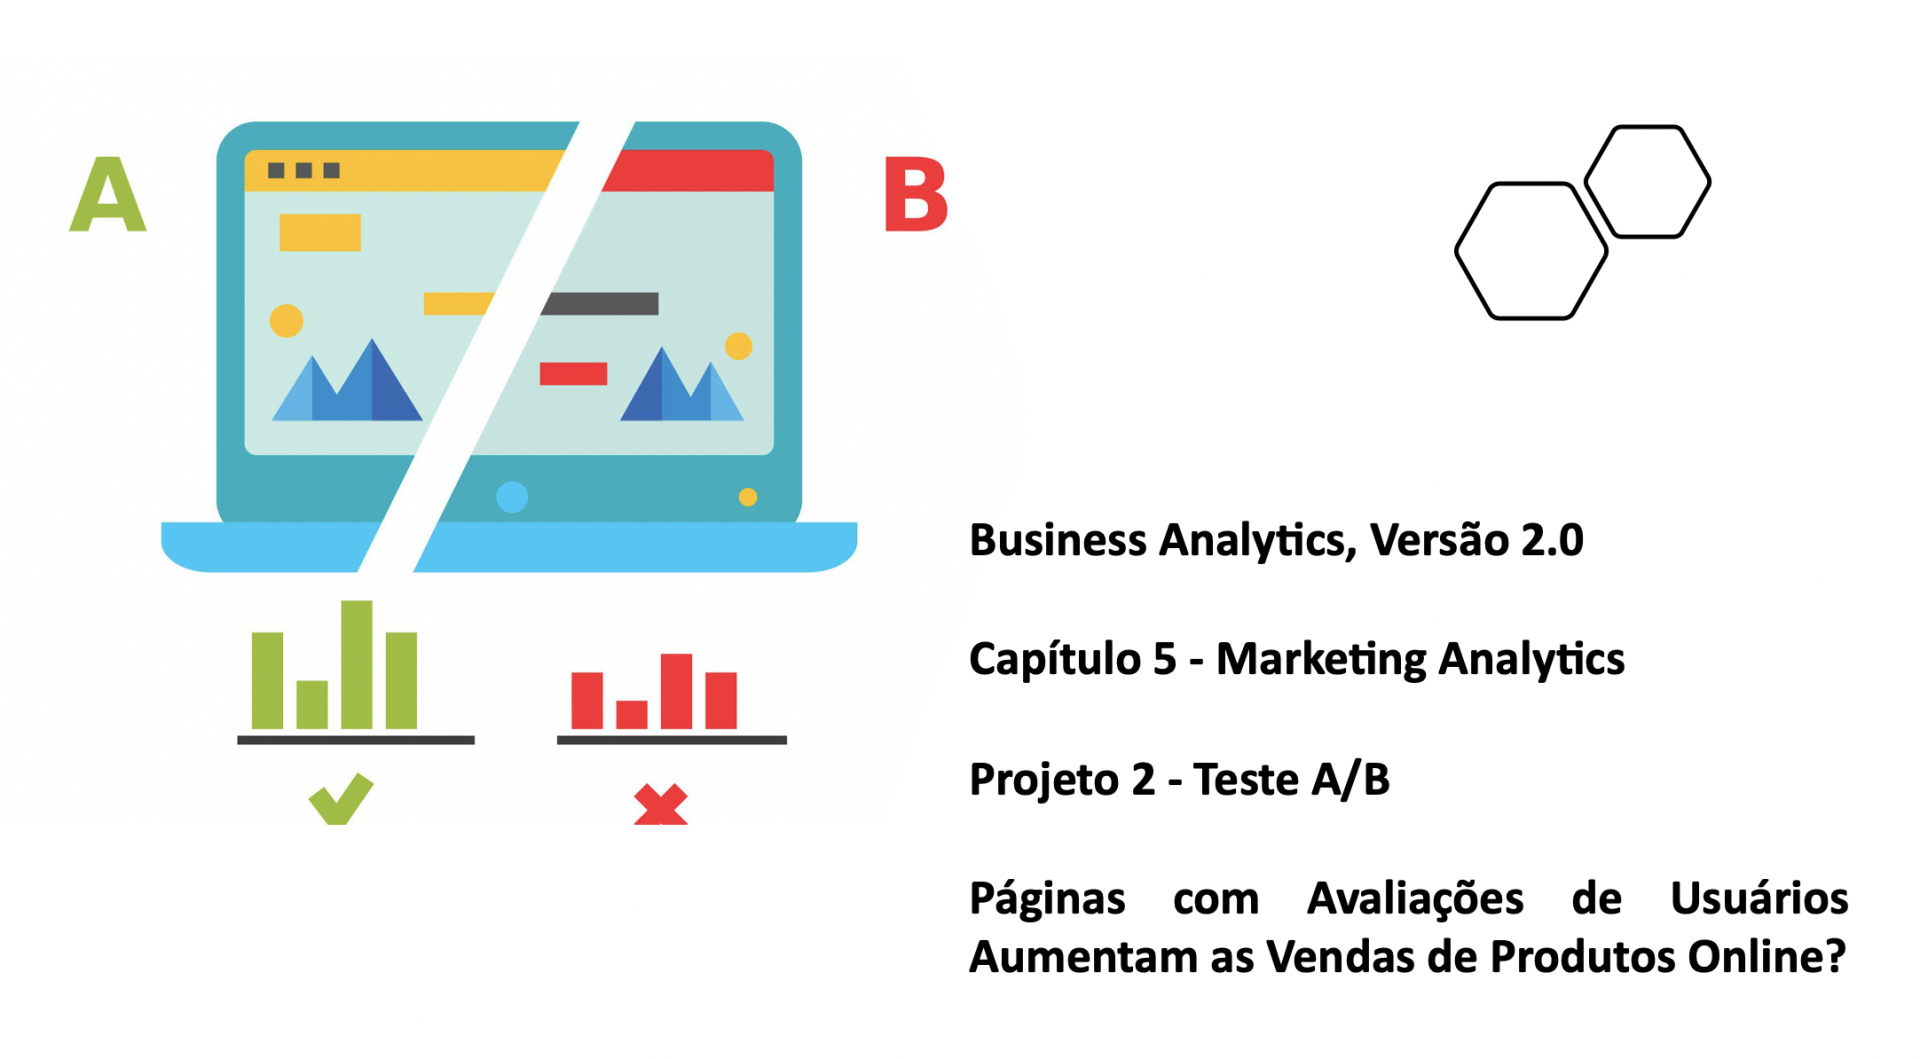 A
B
Business Analytics, Versão 2.0
Capítulo 5 - Marketing Analytics
Projeto 2 - Teste A/B
Páginas com Avaliações de Usuários
Aumentam as Vendas de Produtos Online?